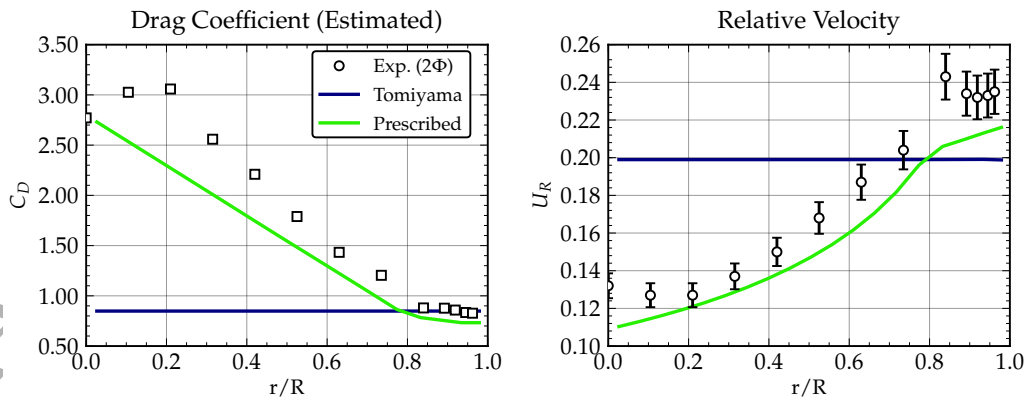 Drag Coefficient (Estimated)
3.50
3.00
2.50
2.00
1.50
1.00
0.50
C_D
0.0 0.2 0.4 0.6 0.8 1.0
r/R
Exp. (2Φ)
Tomiyama
Prescribed
Relative Velocity
0.26
0.24
0.22
0.20
0.18
0.16
0.14
0.12
0.10
U_R
0.0 0.2 0.4 0.6 0.8 1.0
r/R